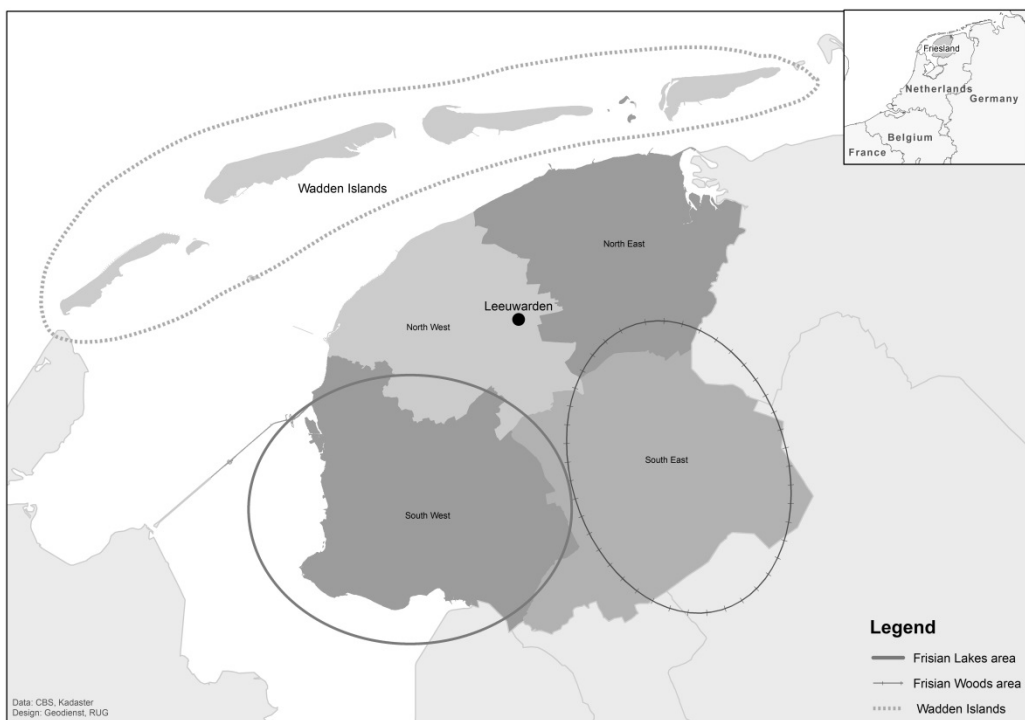 Friesland
Netherlands
Germany
Belgium
France
Wadden Islands
North East
Leeuwarden
North West
South East
South West
Legend
Frisian Lakes area
Frisian Woods area
Wadden Islands
Data: CBS, Kadaster
Design: Geodienst, RUG